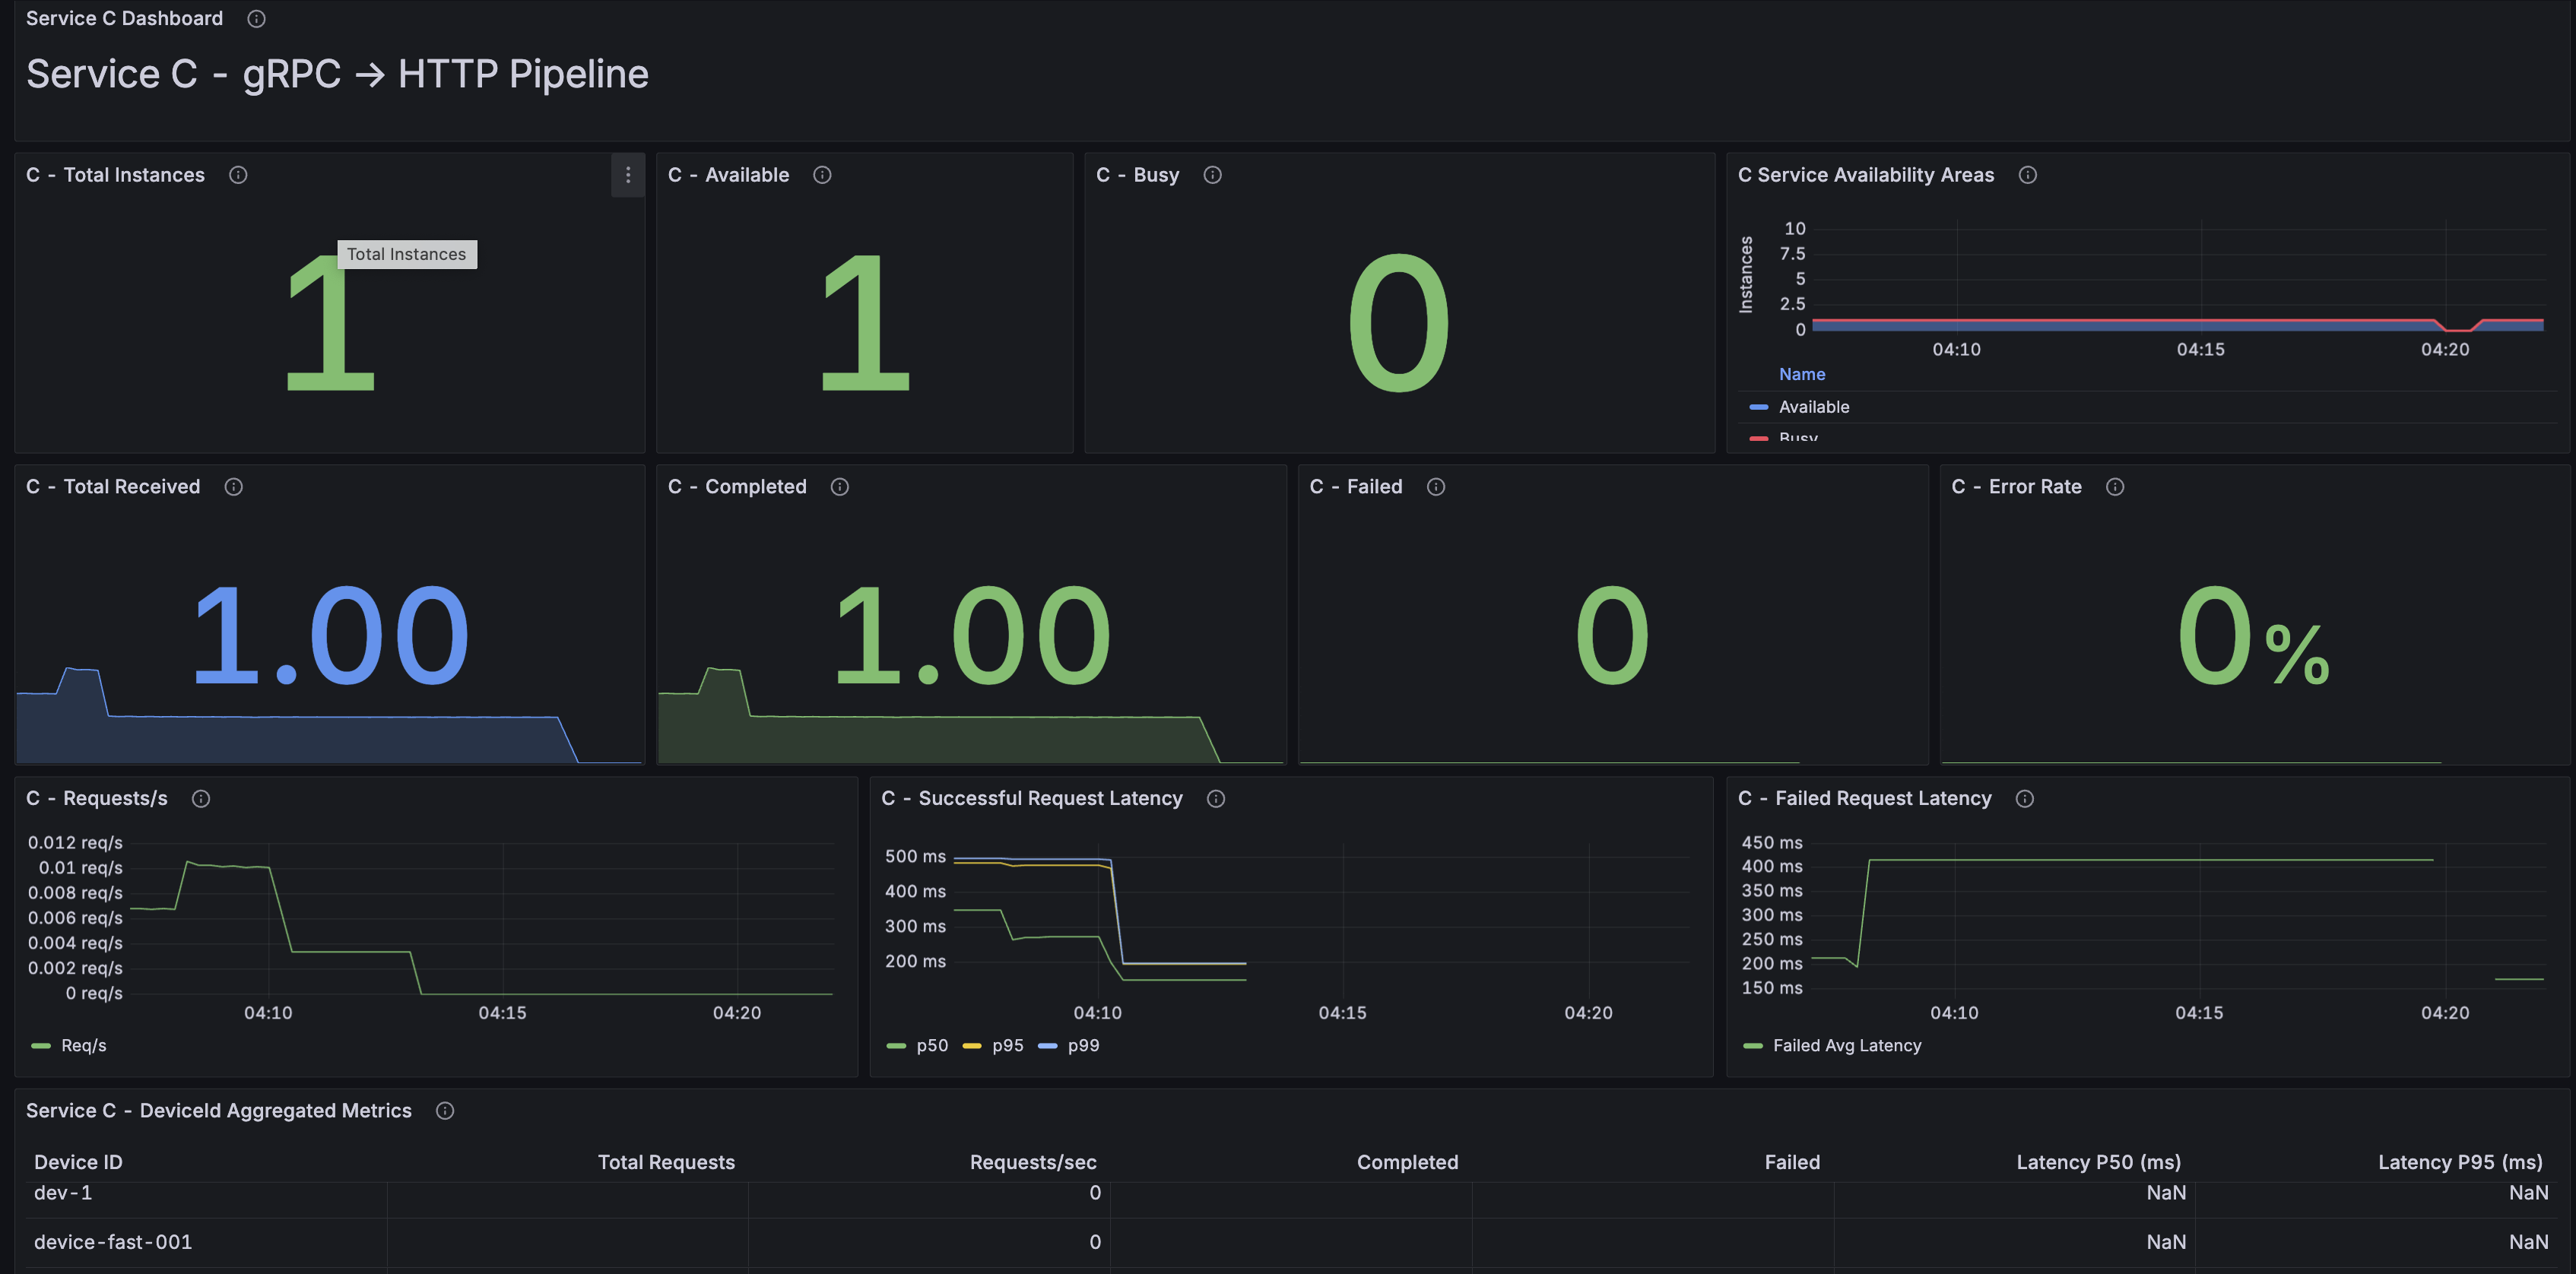 Service C Dashboard
Service C - gRPC → HTTP Pipeline
C - Total Instances
Total Instances
1
C - Available
1
C - Busy
0
C Service Availability Areas
Instances
10
7.5
5
2.5
0
04:10 04:15 04:20
Name
Available
Busy
C - Total Received
1.00
C - Completed
1.00
C - Failed
0
C - Error Rate
0%
C - Requests/s
0.012 req/s
0.01 req/s
0.008 req/s
0.006 req/s
0.004 req/s
0.002 req/s
0 req/s
04:10 04:15 04:20
Req/s
C - Successful Request Latency
500 ms
400 ms
300 ms
200 ms
04:10 04:15 04:20
p50 p95 p99
C - Failed Request Latency
450 ms
400 ms
350 ms
300 ms
250 ms
200 ms
150 ms
04:10 04:15 04:20
Failed Avg Latency
Service C - DeviceId Aggregated Metrics
Device ID Total Requests Requests/sec Completed Failed Latency P50 (ms) Latency P95 (ms)
dev-1 0 NaN NaN
device-fast-001 0 NaN NaN